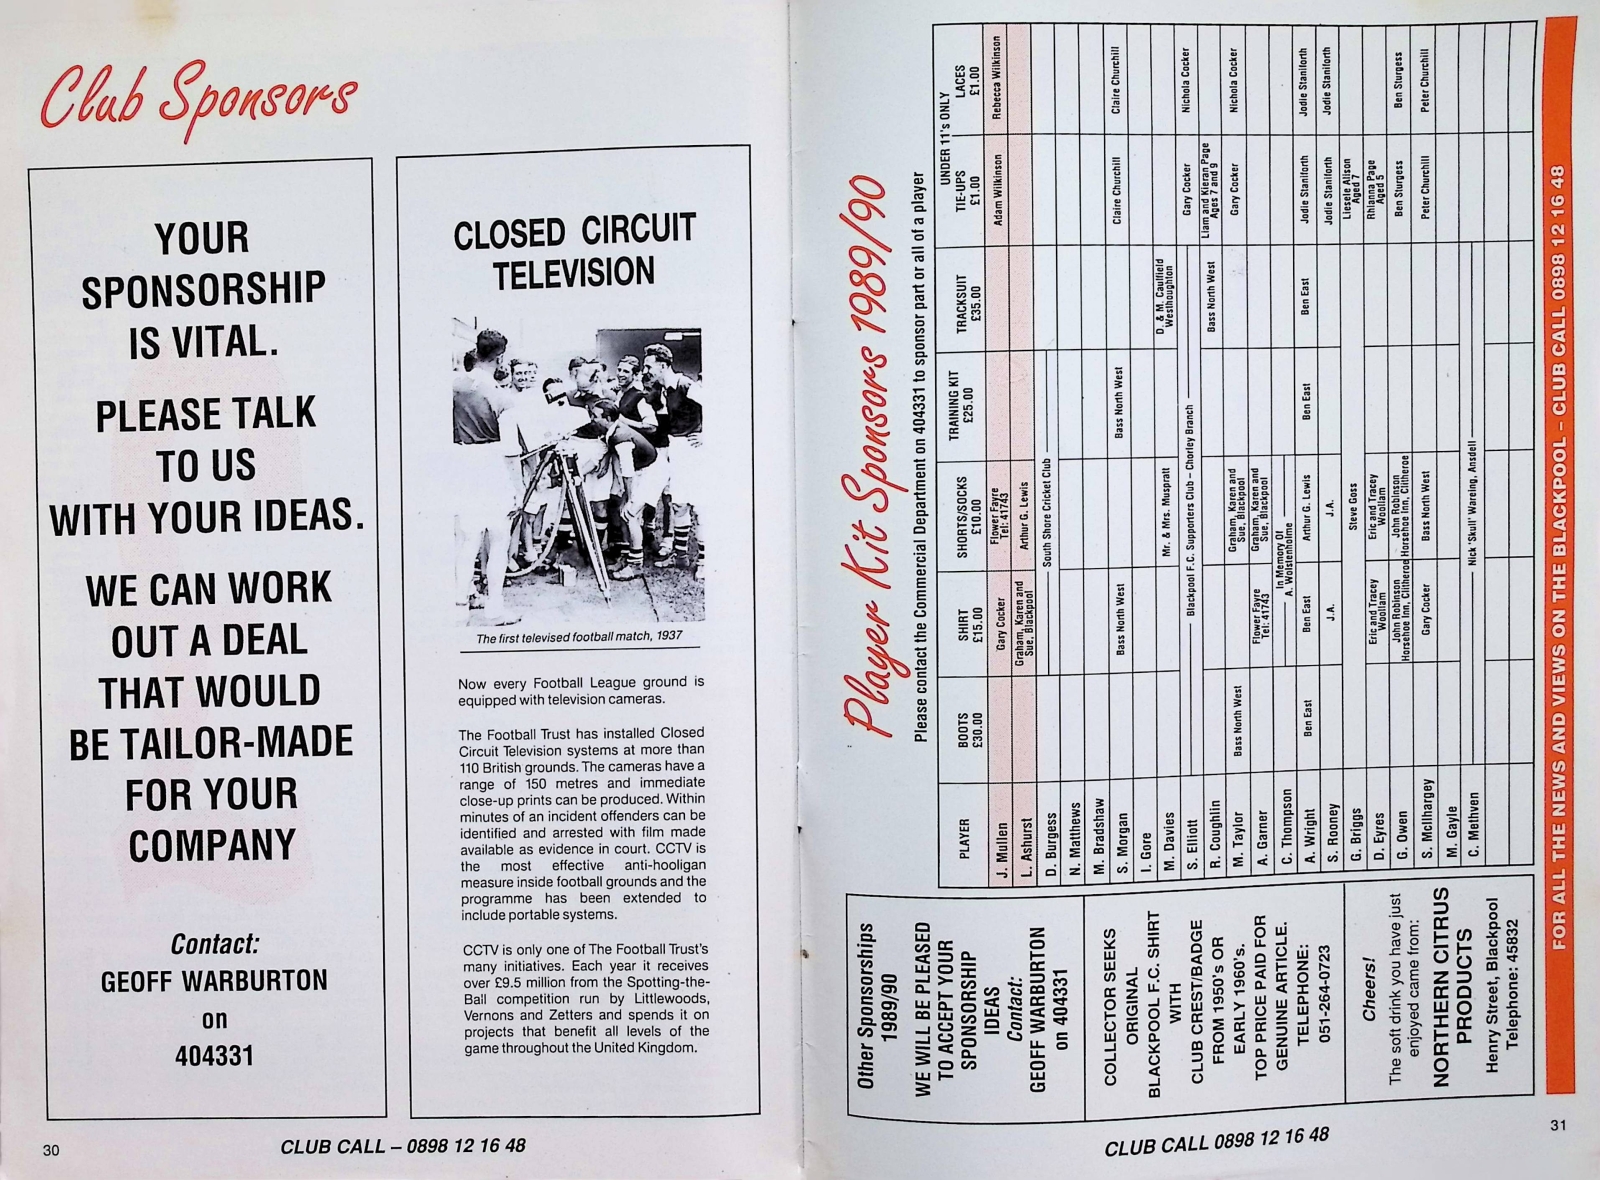 Club Sponsors
YOUR
SPONSORSHIP
IS VITAL.
PLEASE TALK
TO US
WITH YOUR IDEAS.
WE CAN WORK
OUT A DEAL
THAT WOULD
BE TAILOR-MADE
FOR YOUR
COMPANY
Contact:
GEOFF WARBURTON
on
404331
CLOSED CIRCUIT
TELEVISION
The first televised football match, 1937
Now every Football League ground is
equipped with television cameras.
The Football Trust has installed Closed
Circuit Television systems at more than
110 British grounds. The cameras have a
range of 150 metres and immediate
close-up prints can be produced. Within
minutes of an incident offenders can be
identified and arrested with film made
available as evidence in court. CCTV is
the most effective anti-hooligan
measure inside football grounds and the
programme has been extended to
include portable systems.
CCTV is only one of The Football Trust's
many initiatives. Each year it receives
over £9.5 million from the Spotting-the-
Ball competition run by Littlewoods,
Vernons and Zetters and spends it on
projects that benefit all levels of the
game throughout the United Kingdom.
30
CLUB CALL – 0898 12 16 48
Player Kit Sponsors 1989/90
Please contact the Commercial Department on 404331 to sponsor part or all of a player
UNDER 11's ONLY
PLAYER BOOTS SHIRT SHORTS/SOCKS TRAINING KIT TRACKSUIT TIE-UPS LACES
£30.00 £15.00 £10.00 £25.00 £35.00 £1.00 £1.00
J. Mullen Gary Cocker Flower Fayre Tel: 41743 Adam Wilkinson Rebecca Wilkinson
L. Ashurst Graham, Karen and Sue, Blackpool Arthur G. Lewis
D. Burgess South Shore Cricket Club
N. Matthews
M. Bradshaw
S. Morgan Bass North West Bass North West Claire Churchill Claire Churchill
I. Gore
M. Davies Mr. & Mrs. Muspratt D. & M. Caulfield Westhoughton
S. Elliott Blackpool F.C. Supporters Club – Chorley Branch Gary Cocker Nichola Cocker
R. Coughlin Bass North West Liam and Kieran Page Ages 7 and 9
M. Taylor Bass North West Graham, Karen and Sue, Blackpool Gary Cocker Nichola Cocker
A. Garner Flower Fayre Tel: 41743 Graham, Karen and Sue, Blackpool
C. Thompson In Memory Of A. Wolstenholme
A. Wright Ben East Ben East Arthur G. Lewis Ben East Ben East Jodie Staniforth Jodie Staniforth
S. Rooney J.A. J.A. Jodie Staniforth Jodie Staniforth
G. Briggs Steve Goss Liesele Alison Aged 7
D. Eyres Eric and Tracey Woollam Eric and Tracey Woollam Rhianna Page Aged 5
G. Owen John Robinson Horsehoe Inn, Clitheroe John Robinson Horsehoe Inn, Clitheroe Ben Sturgess Ben Sturgess
S. McIllhargey Gary Cocker Bass North West Peter Churchill Peter Churchill
M. Gayle
C. Methven Nick 'Skull' Wareing, Ansdell
Other Sponsorships
1989/90
WE WILL BE PLEASED
TO ACCEPT YOUR
SPONSORSHIP
IDEAS
Contact:
GEOFF WARBURTON
on 404331
COLLECTOR SEEKS
ORIGINAL
BLACKPOOL F.C. SHIRT
WITH
CLUB CREST/BADGE
FROM 1950's OR
EARLY 1960's.
TOP PRICE PAID FOR
GENUINE ARTICLE.
TELEPHONE:
051-264-0723
Cheers!
The soft drink you have just
enjoyed came from:
NORTHERN CITRUS
PRODUCTS
Henry Street, Blackpool
Telephone: 45832
FOR ALL THE NEWS AND VIEWS ON THE BLACKPOOL – CLUB CALL 0898 12 16 48
CLUB CALL 0898 12 16 48
31